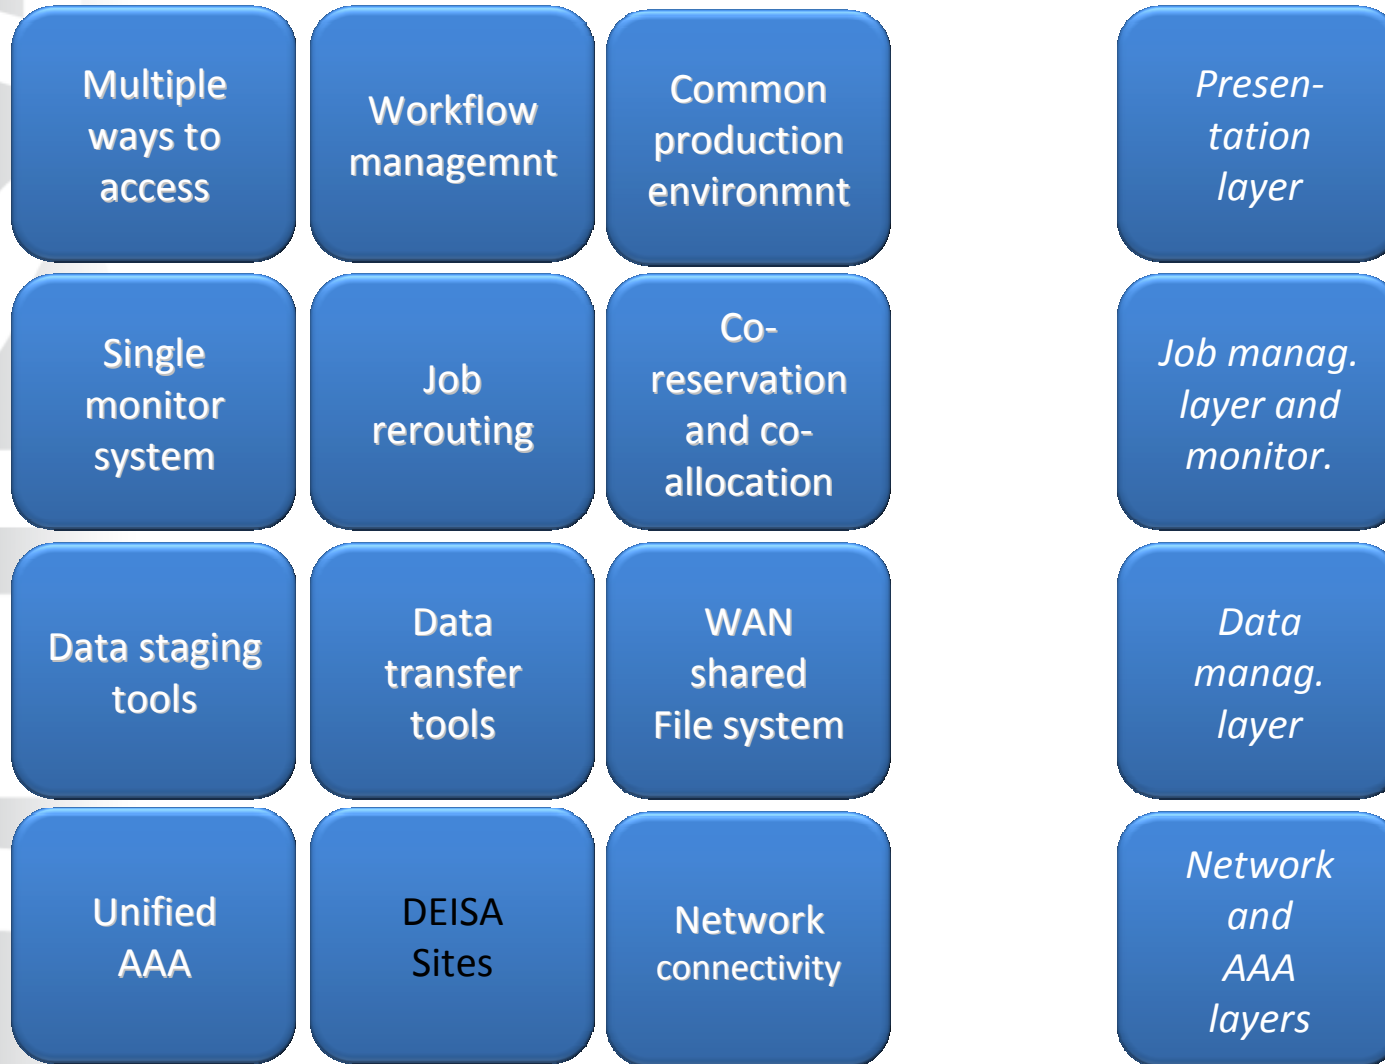 Multiple
ways to
access
Workflow
managemnt
Common
production
environmnt
Presen-
tation
layer
Single
monitor
system
Job
rerouting
Co-
reservation
and co-
allocation
Job manag.
layer and
monitor.
Data staging
tools
Data
transfer
tools
WAN
shared
File system
Data
manag.
layer
Unified
AAA
DEISA
Sites
Network
connectivity
Network
and
AAA
layers